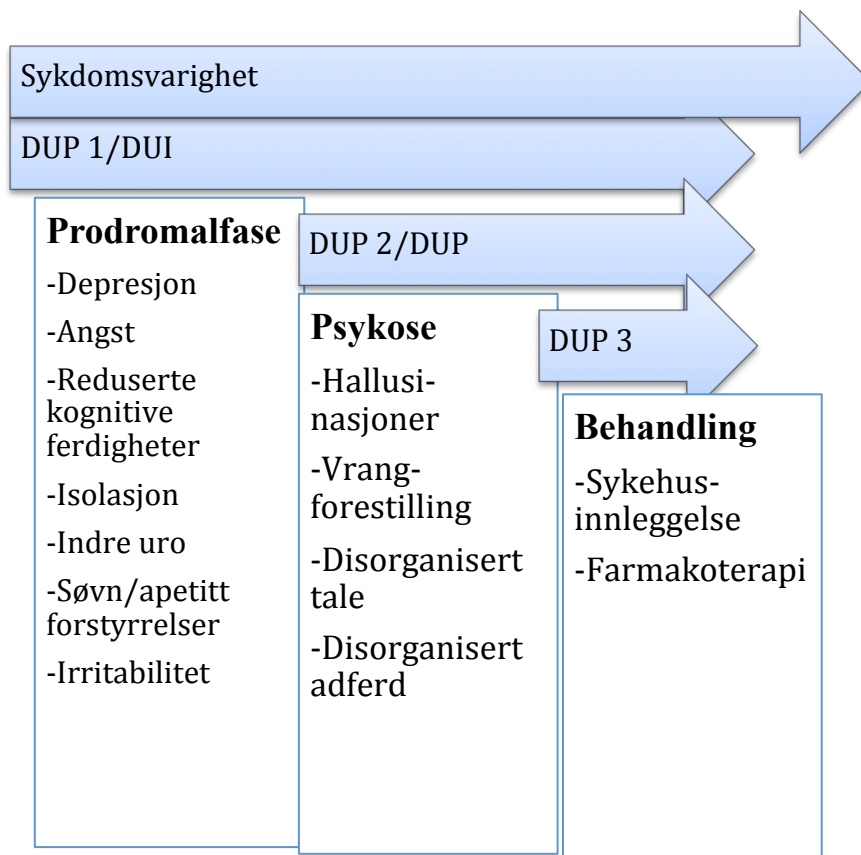 Sykdomsvarighet
DUP 1/DUI
Prodromalfase
-Depresjon
-Angst
-Reduserte
kognitive
ferdigheter
-Isolasjon
-Indre uro
-Søvn/apetitt
forstyrrelser
-Irritabilitet
DUP 2/DUP
Psykose
-Hallusi-
nasjoner
-Vrang-
forestilling
-Disorganisert
tale
-Disorganisert
adferd
DUP 3
Behandling
-Sykehus-
innleggelse
-Farmakoterapi